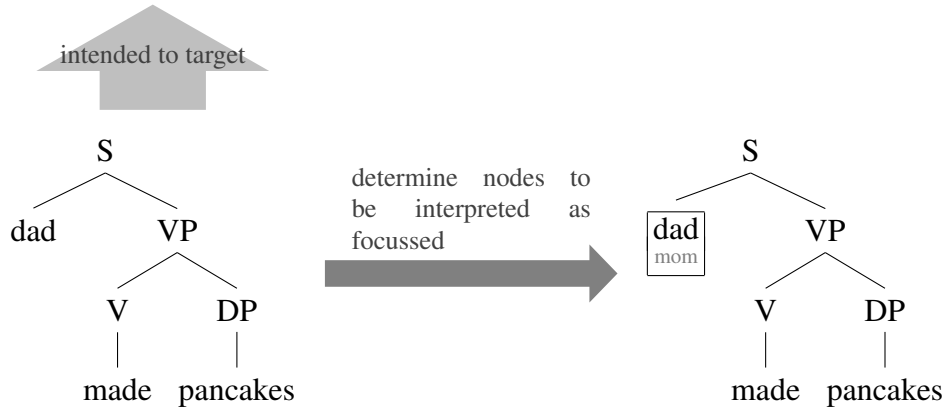 intended to target
S
dad VP
V DP
made pancakes
determine nodes to
be interpreted as
focussed
S
dad
mom
VP
V DP
made pancakes